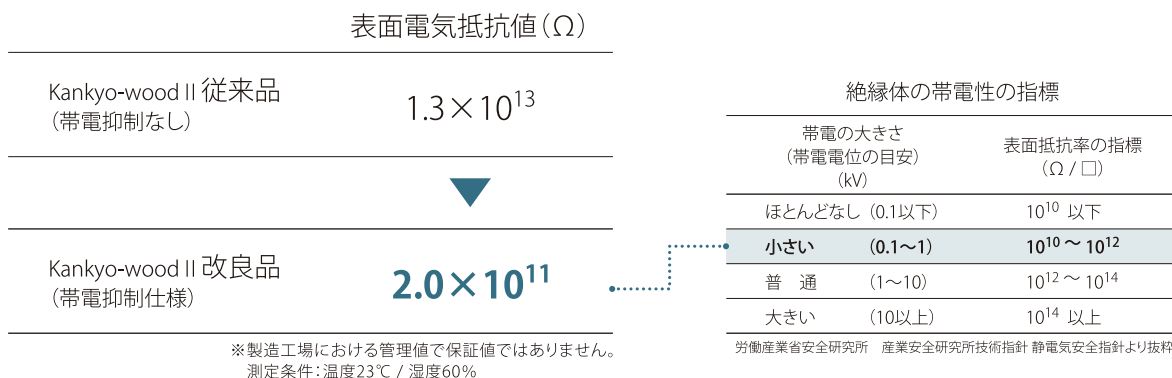 表面電気抵抗値(Ω)
Kankyo-wood II 従来品
(帯電抑制なし)
1.3×10¹³
Kankyo-wood II 改良品
(帯電抑制仕様)
2.0×10¹¹
※製造工場における管理値で保証値ではありません。
測定条件:温度23℃ / 湿度60%
絶縁体の帯電性の指標
帯電の大きさ
(帯電電位の目安)
(kV)
表面抵抗率の指標
(Ω / □)
ほとんどなし (0.1以下) 10¹⁰ 以下
小さい (0.1〜1) 10¹⁰ 〜 10¹²
普 通 (1〜10) 10¹² 〜 10¹⁴
大きい (10以上) 10¹⁴ 以上
労働産業省安全研究所 産業安全研究所技術指針 静電気安全指針より抜粋